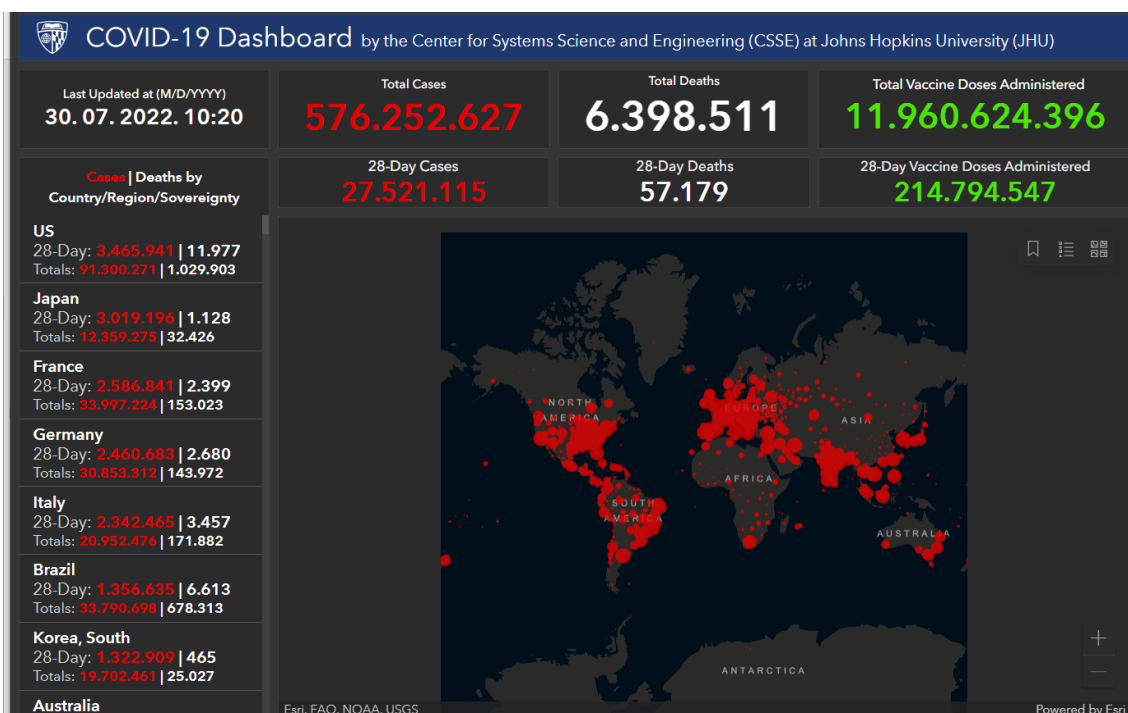 COVID-19 Dashboard by the Center for Systems Science and Engineering (CSSE) at Johns Hopkins University (JHU)
Last Updated at (M/D/YYYY)
30. 07. 2022. 10:20
Total Cases
576.252.627
Total Deaths
6.398.511
Total Vaccine Doses Administered
11.960.624.396
28-Day Cases
27.521.115
28-Day Deaths
57.179
28-Day Vaccine Doses Administered
214.794.547
Cases | Deaths by
Country/Region/Sovereignty
US
28-Day: 3.465.941 | 11.977
Totals: 91.300.271 | 1.029.903
Japan
28-Day: 3.019.196 | 1.128
Totals: 12.359.275 | 32.426
France
28-Day: 2.586.841 | 2.399
Totals: 33.997.224 | 153.023
Germany
28-Day: 2.460.683 | 2.680
Totals: 30.853.312 | 143.972
Italy
28-Day: 2.342.465 | 3.457
Totals: 20.952.476 | 171.882
Brazil
28-Day: 1.356.635 | 6.613
Totals: 33.790.698 | 678.313
Korea, South
28-Day: 1.322.909 | 465
Totals: 19.702.461 | 25.027
Australia
NORTH
AMERICA
EUROPE
ASIA
AFRICA
SOUTH
AMERICA
AUSTRALIA
ANTARCTICA
Esri, FAO, NOAA, USGS
Powered by Esri